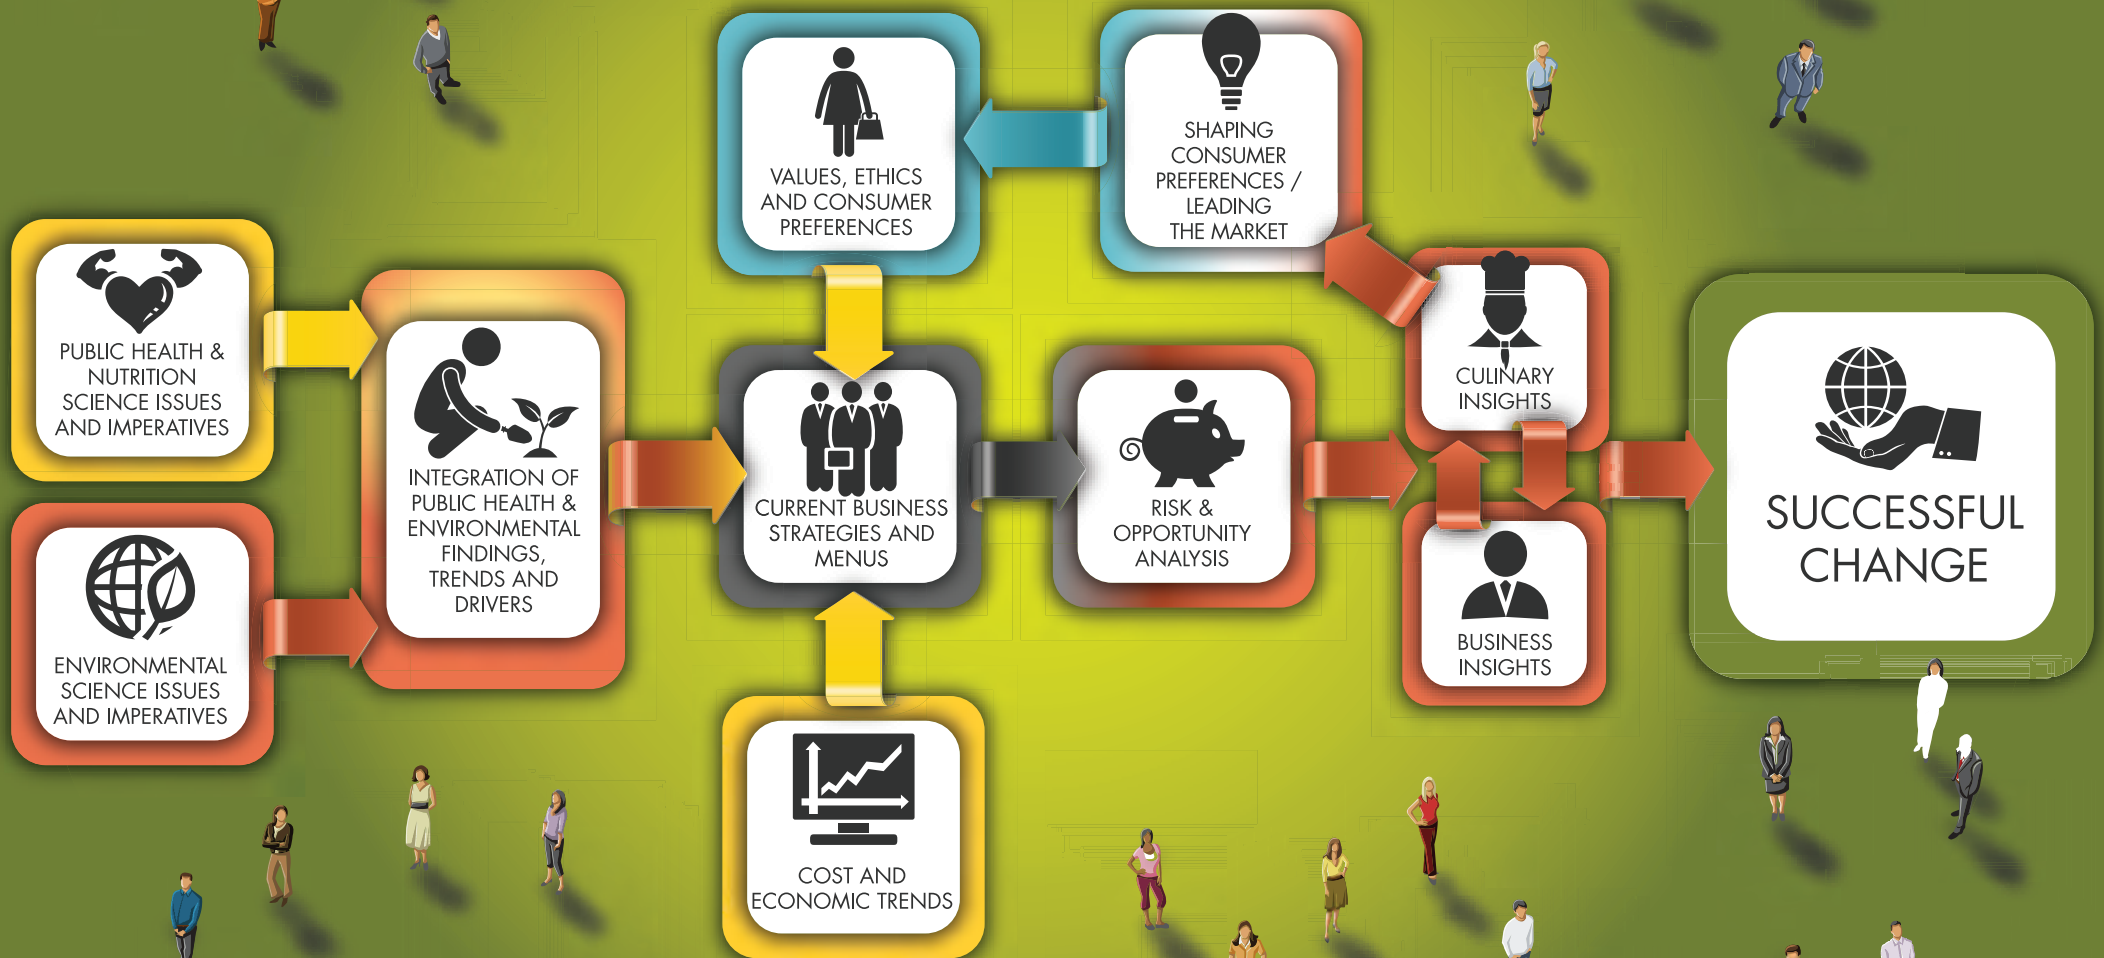 PUBLIC HEALTH &
NUTRITION
SCIENCE ISSUES
AND IMPERATIVES
ENVIRONMENTAL
SCIENCE ISSUES
AND IMPERATIVES
INTEGRATION OF
PUBLIC HEALTH &
ENVIRONMENTAL
FINDINGS,
TRENDS AND
DRIVERS
VALUES, ETHICS
AND CONSUMER
PREFERENCES
CURRENT BUSINESS
STRATEGIES AND
MENUS
COST AND
ECONOMIC TRENDS
SHAPING
CONSUMER
PREFERENCES /
LEADING
THE MARKET
RISK &
OPPORTUNITY
ANALYSIS
CULINARY
INSIGHTS
BUSINESS
INSIGHTS
SUCCESSFUL
CHANGE